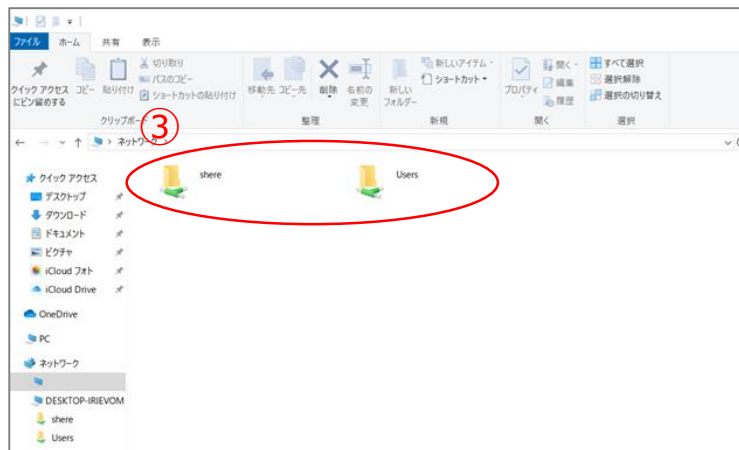 ファイル ホーム 共有 表示
クイック アクセス
にピン留めする
コピー
貼り付け
切り取り
パスのコピー
ショートカットの貼り付け
クリップボード
移動先
コピー先
削除
名前の
変更
整理
新しい
フォルダー
新しいアイテム
ショートカット
新規
プロパティ
開く
編集
履歴
開く
すべて選択
選択解除
選択の切り替え
選択
③
ネットワーク
クイック アクセス
デスクトップ
ダウンロード
ドキュメント
ピクチャ
iCloud フォト
iCloud Drive
OneDrive
PC
ネットワーク
DESKTOP-IRIEVOM
shere
Users
shere
Users